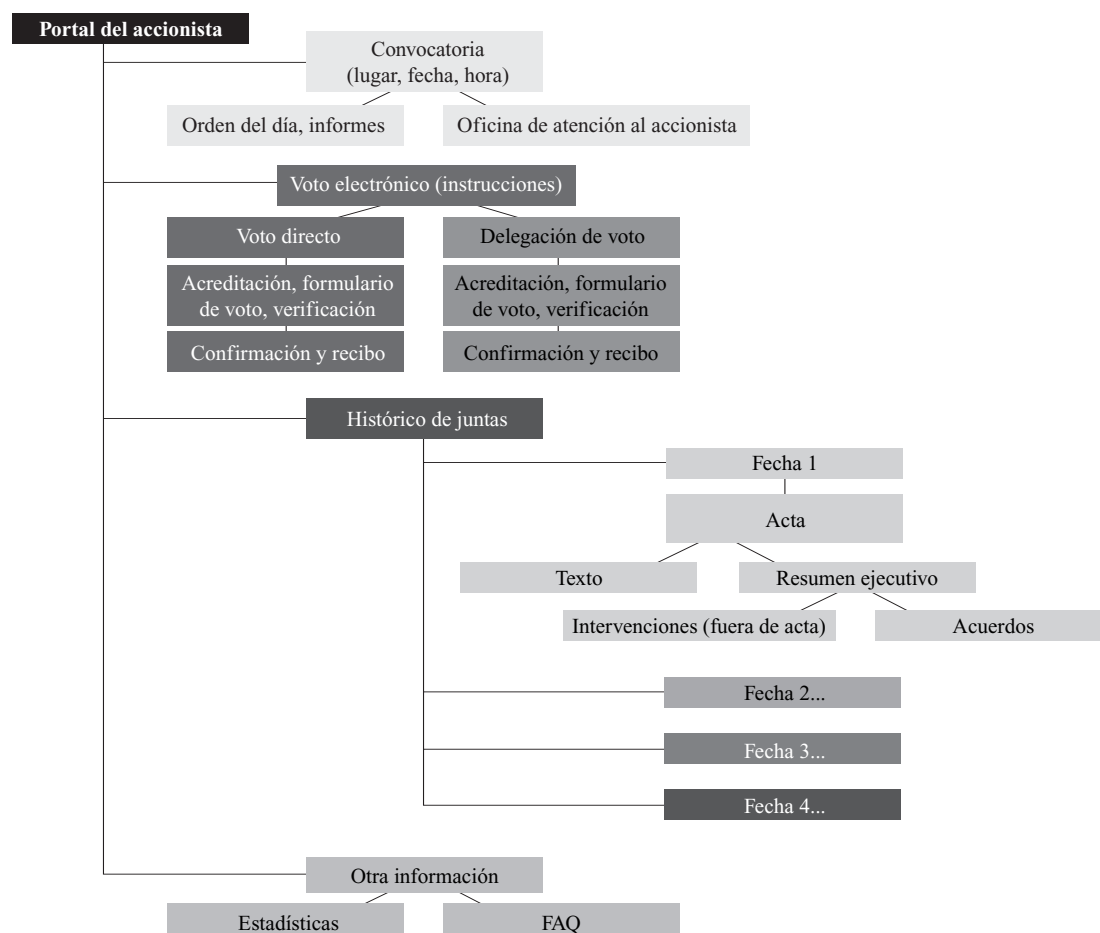 Portal del accionista
Convocatoria
(lugar, fecha, hora)
Orden del día, informes
Oficina de atención al accionista
Voto electrónico (instrucciones)
Voto directo
Delegación de voto
Acreditación, formulario
de voto, verificación
Acreditación, formulario
de voto, verificación
Confirmación y recibo
Confirmación y recibo
Histórico de juntas
Fecha 1
Acta
Texto
Resumen ejecutivo
Intervenciones (fuera de acta)
Acuerdos
Fecha 2...
Fecha 3...
Fecha 4...
Otra información
Estadísticas
FAQ